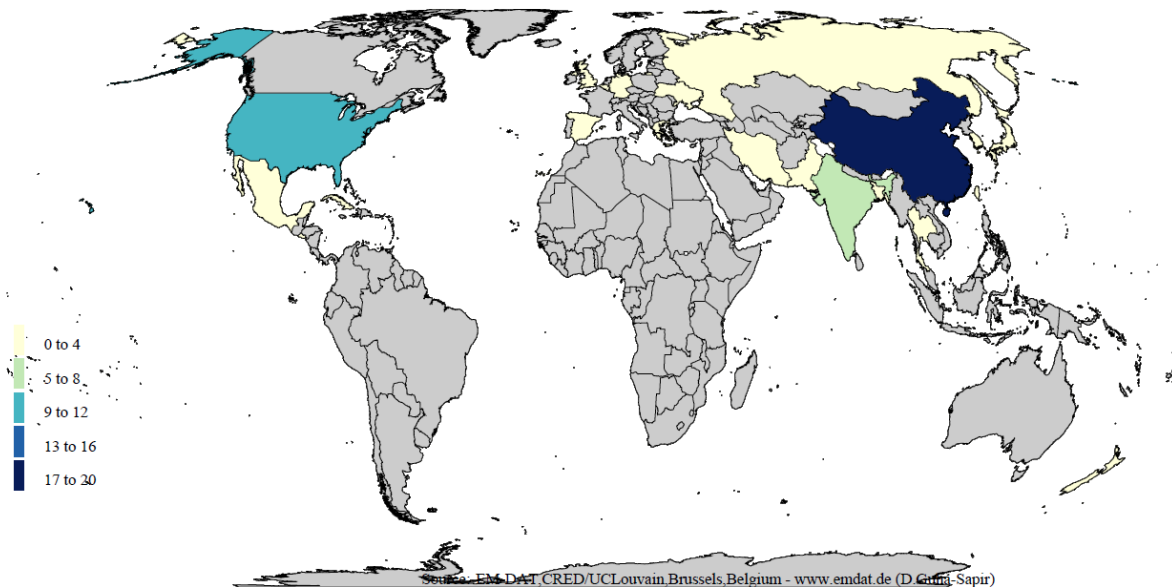 0 to 4
5 to 8
9 to 12
13 to 16
17 to 20
Source: EM-DAT,CRED/UCLouvain,Brussels,Belgium - www.emdat.de (D.Guha-Sapir)